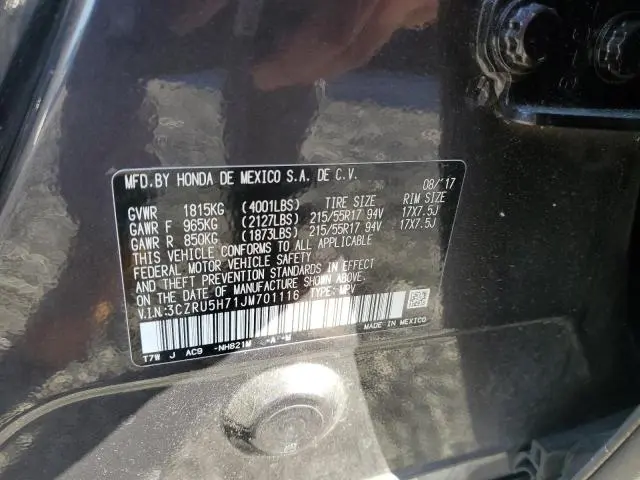 MFD.BY HONDA DE MEXICO S.A. DE C.V. 08/'17
TIRE SIZE RIM SIZE
GVWR 1815KG (4001LBS)
GAWR F 965KG (2127LBS) 215/55R17 94V 17X7.5J
GAWR R 850KG (1873LBS) 215/55R17 94V 17X7.5J
THIS VEHICLE CONFORMS TO ALL APPLICABLE
FEDERAL MOTOR VEHICLE SAFETY
AND THEFT PREVENTION STANDARDS IN EFFECT
ON THE DATE OF MANUFACTURE SHOWN ABOVE.
V.I.N:3CZRU5H71JM701116 TYPE: MPV
MADE IN MEXICO
T7W J AC9 -NH821M -A -M